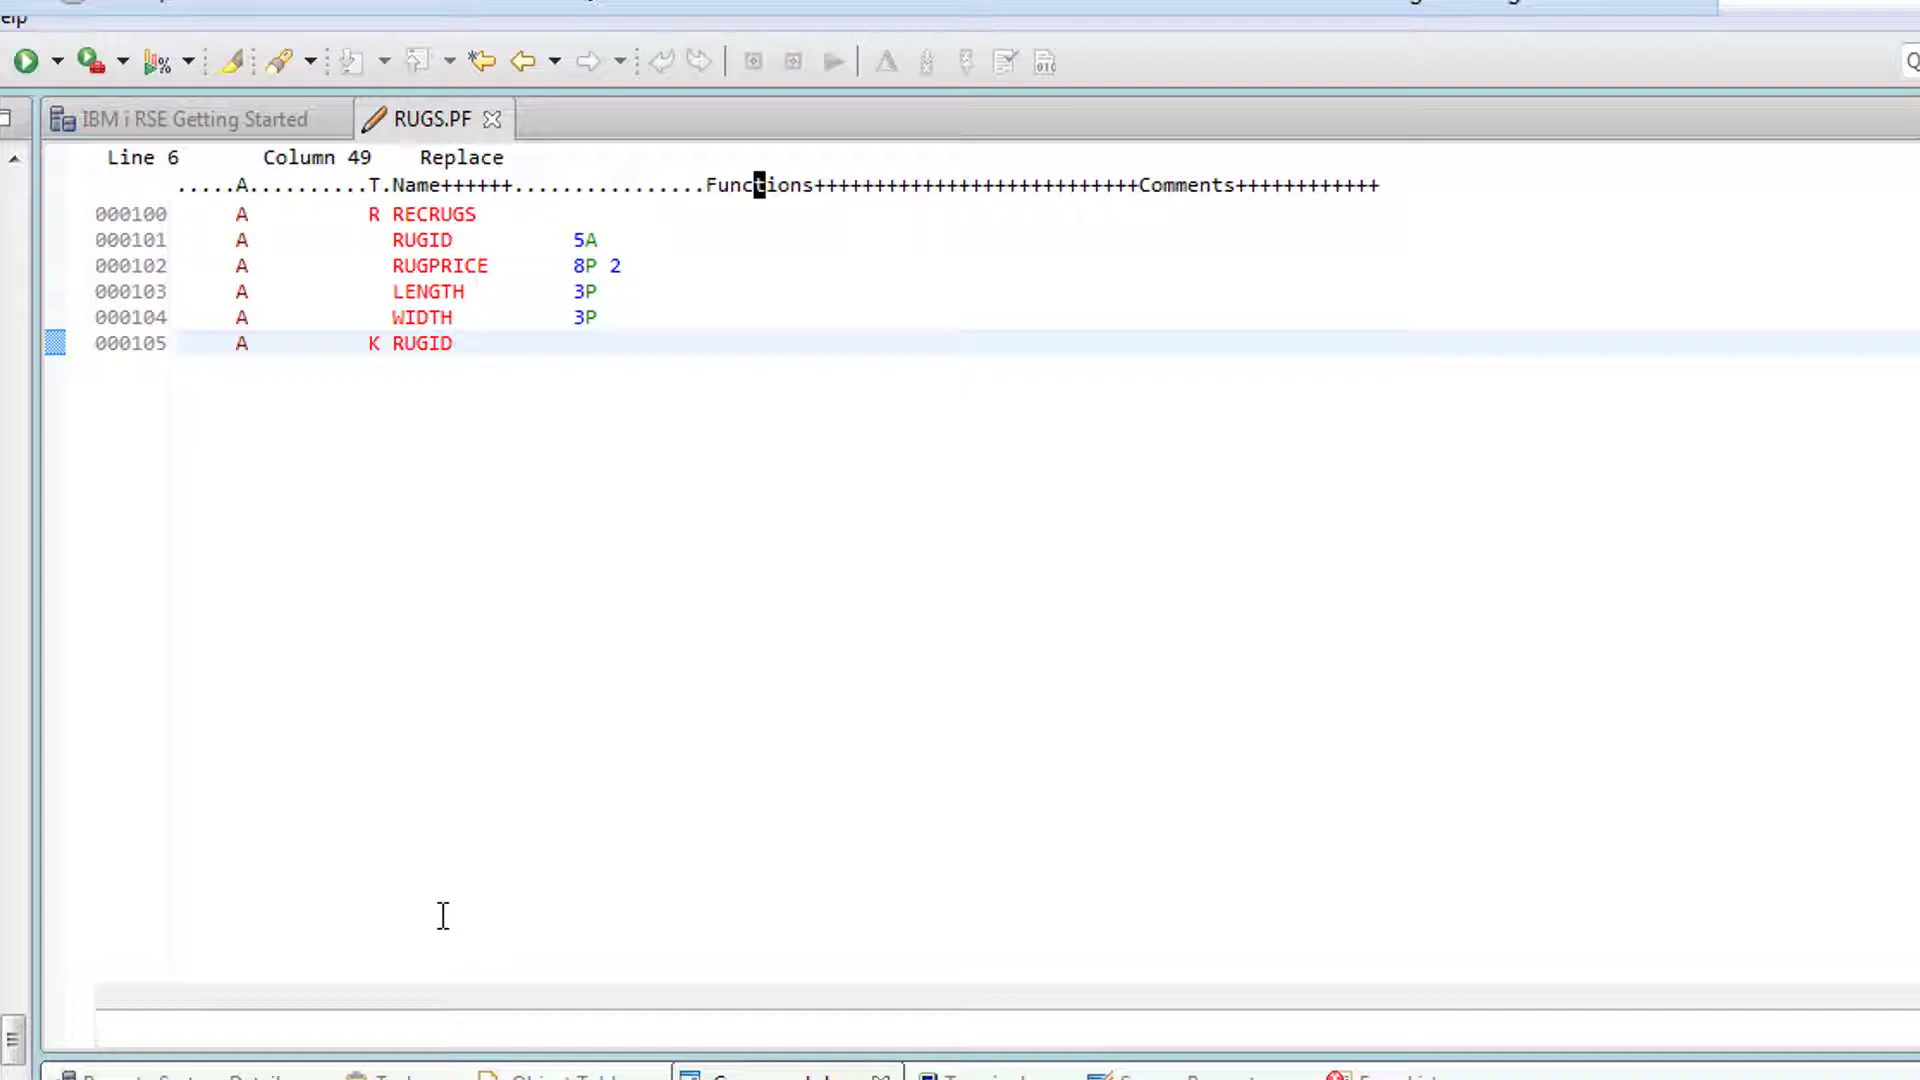 elp
IBM i RSE Getting Started RUGS.PF
Line 6 Column 49 Replace
.....A..........T.Name++++++................Functions+++++++++++++++++++++++++++Comments++++++++++++
000100 A R RECRUGS
000101 A RUGID 5A
000102 A RUGPRICE 8P 2
000103 A LENGTH 3P
000104 A WIDTH 3P
000105 A K RUGID